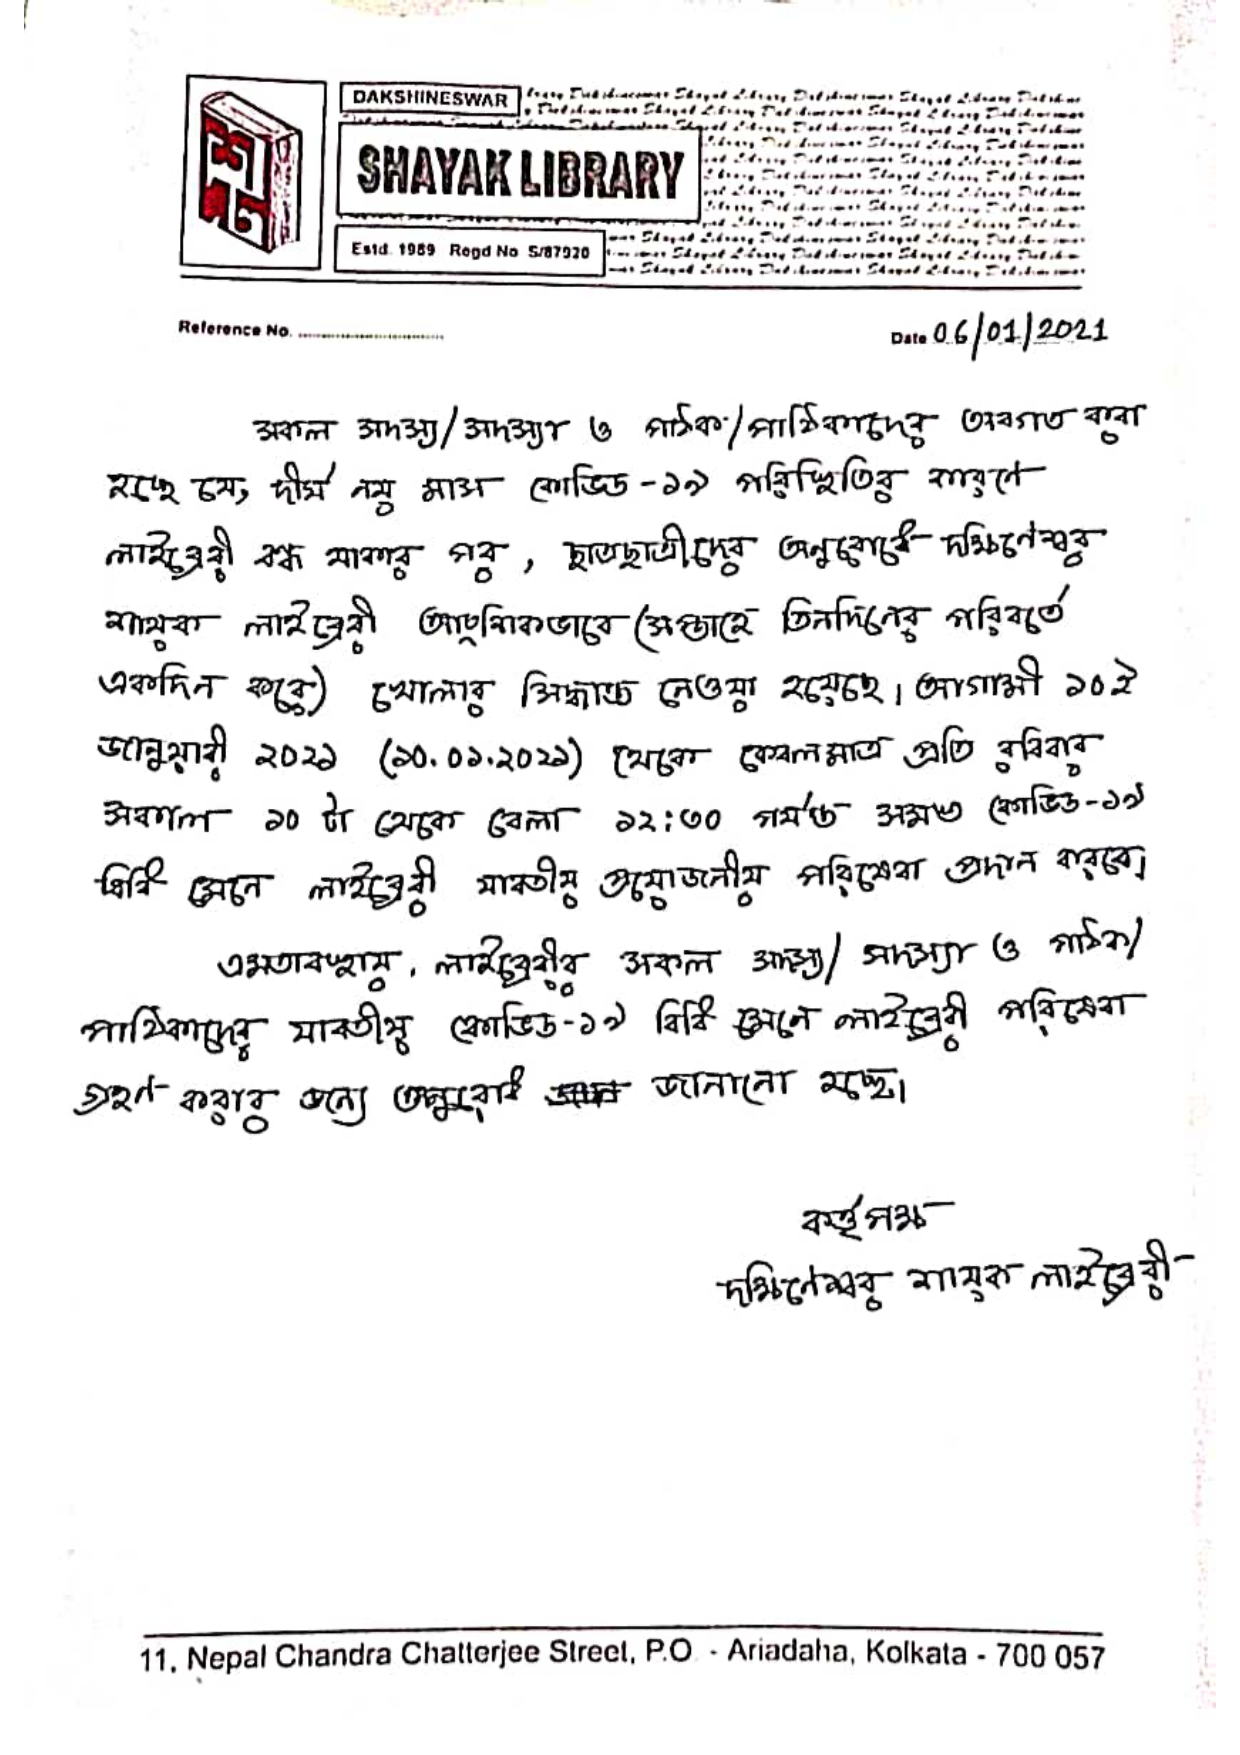 DAKSHINESWAR
SHAYAK LIBRARY
Estd. 1989 Regd No S/87920
Reference No. ........................
Date 06/01/2021
সকল সদস্য/সদস্যা ও পাঠক/পাঠিকাদের অবগত করা
হচ্ছে যে, দীর্ঘ নয় মাস কোভিড-১৯ পরিস্থিতির কারণে
লাইব্রেরী বন্ধ থাকার পর, ছাত্রছাত্রীদের অনুরোধে দক্ষিণেশ্বর
শায়ক লাইব্রেরী আংশিকভাবে (সপ্তাহে তিনদিনের পরিবর্তে
একদিন করে) খোলার সিদ্ধান্ত নেওয়া হয়েছে। আগামী ১০ই
জানুয়ারী ২০২১ (১০.০১.২০২১) থেকে কেবলমাত্র প্রতি রবিবার
সকাল ১০ টা থেকে বেলা ১২:৩০ পর্যন্ত সমস্ত কোভিড-১৯
বিধি মেনে লাইব্রেরী যাবতীয় প্রয়োজনীয় পরিষেবা প্রদান করবে।
এমতাবস্থায়, লাইব্রেরীর সকল সদস্য/ সদস্যা ও পাঠক/
পাঠিকাদের যাবতীয় কোভিড-১৯ বিধি মেনে লাইব্রেরী পরিষেবা
গ্রহণ করার জন্যে অনুরোধ জানানো হচ্ছে।
কর্তৃপক্ষ
দক্ষিণেশ্বর শায়ক লাইব্রেরী
11, Nepal Chandra Chatterjee Street, P.O. - Ariadaha, Kolkata - 700 057